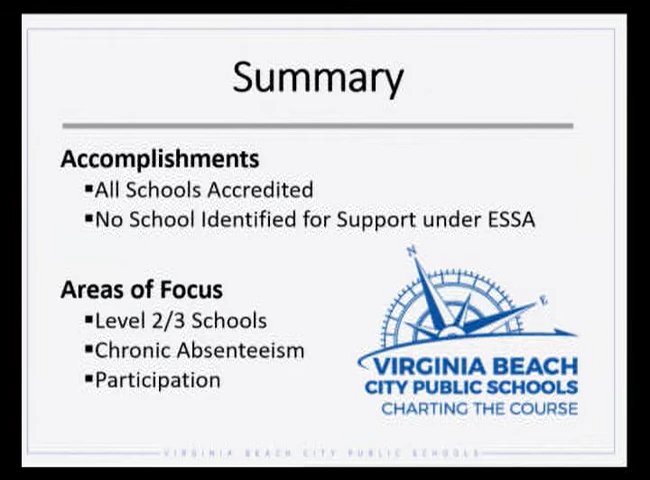 Summary
Accomplishments
▪All Schools Accredited
▪No School Identified for Support under ESSA
Areas of Focus
▪Level 2/3 Schools
▪Chronic Absenteeism
▪Participation
N
E
VIRGINIA BEACH
CITY PUBLIC SCHOOLS
CHARTING THE COURSE
VIRGINIA BEACH CITY PUBLIC SCHOOLS